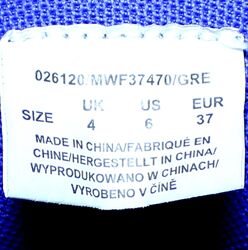 026120/MWF37470/GRE
UK US EUR
SIZE 4 6 37
MADE IN CHINA/FABRIQUÉ EN
CHINE/HERGESTELLT IN CHINA/
WYPRODUKOWANO W CHINACH/
VYROBENO V ČÍNĚ